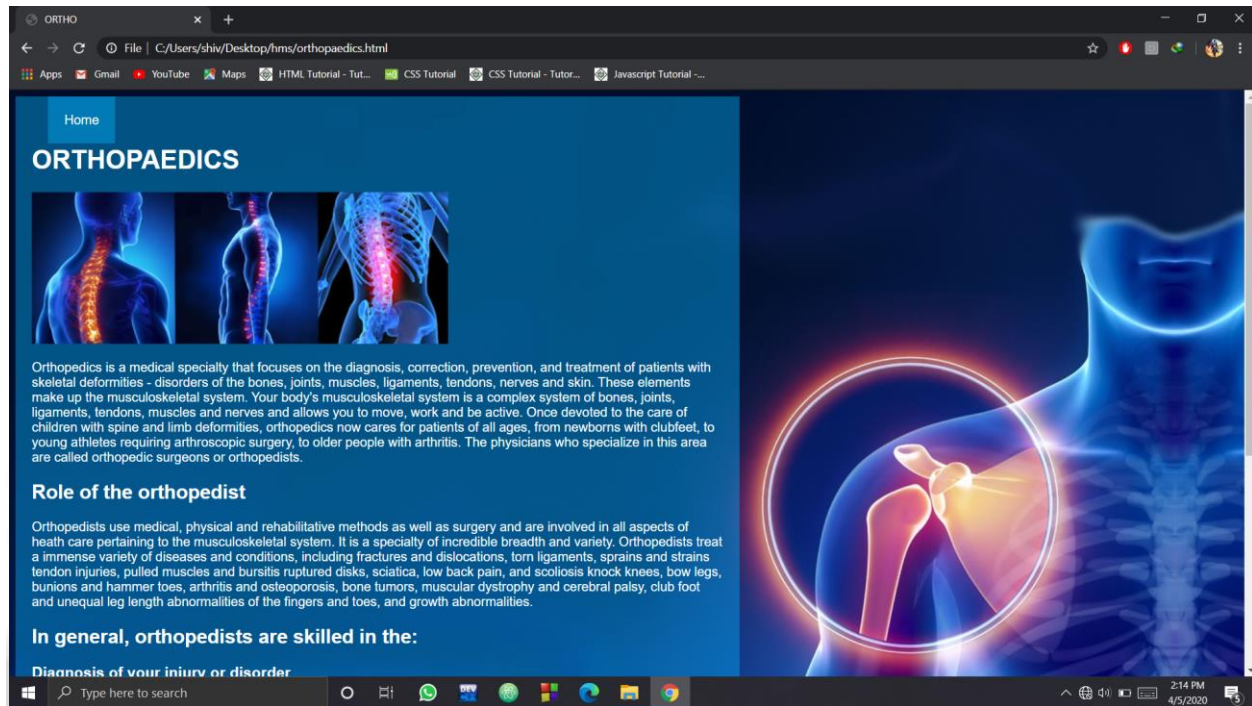 ORTHO
File | C:/Users/shiv/Desktop/hms/orthopaedics.html
Apps Gmail YouTube Maps HTML Tutorial - Tut... CSS Tutorial CSS Tutorial - Tutor... Javascript Tutorial -...
Home
ORTHOPAEDICS
Orthopedics is a medical specialty that focuses on the diagnosis, correction, prevention, and treatment of patients with
skeletal deformities - disorders of the bones, joints, muscles, ligaments, tendons, nerves and skin. These elements
make up the musculoskeletal system. Your body's musculoskeletal system is a complex system of bones, joints,
ligaments, tendons, muscles and nerves and allows you to move, work and be active. Once devoted to the care of
children with spine and limb deformities, orthopedics now cares for patients of all ages, from newborns with clubfeet, to
young athletes requiring arthroscopic surgery, to older people with arthritis. The physicians who specialize in this area
are called orthopedic surgeons or orthopedists.
Role of the orthopedist
Orthopedists use medical, physical and rehabilitative methods as well as surgery and are involved in all aspects of
heath care pertaining to the musculoskeletal system. It is a specialty of incredible breadth and variety. Orthopedists treat
a immense variety of diseases and conditions, including fractures and dislocations, torn ligaments, sprains and strains
tendon injuries, pulled muscles and bursitis ruptured disks, sciatica, low back pain, and scoliosis knock knees, bow legs,
bunions and hammer toes, arthritis and osteoporosis, bone tumors, muscular dystrophy and cerebral palsy, club foot
and unequal leg length abnormalities of the fingers and toes, and growth abnormalities.
In general, orthopedists are skilled in the:
Diagnosis of your injury or disorder
Type here to search
DEV
2:14 PM
4/5/2020
5